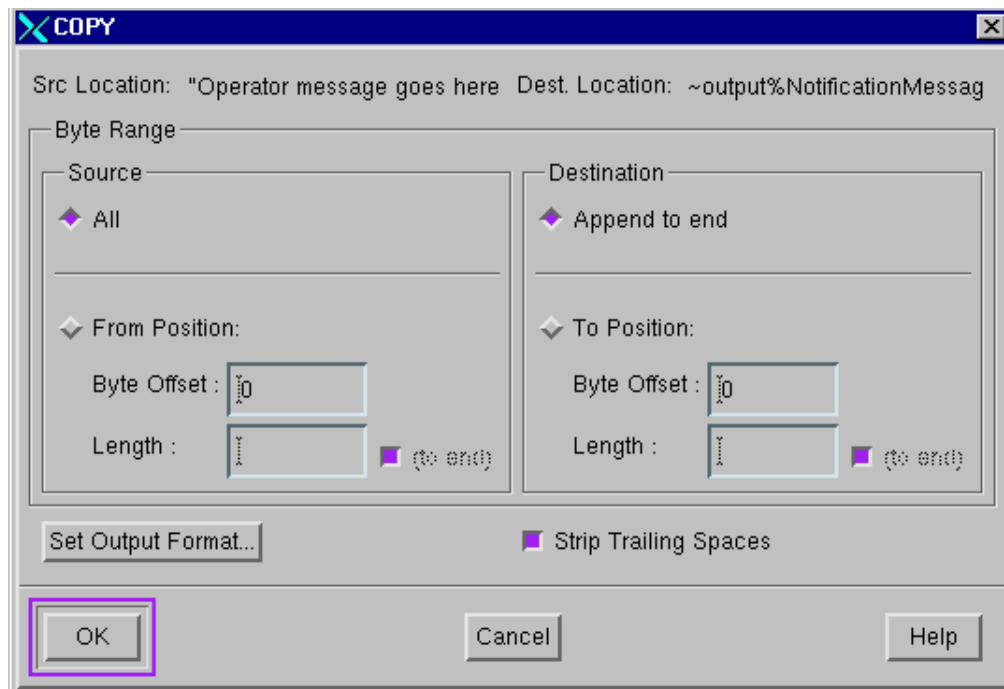 COPY
Src Location: "Operator message goes here Dest. Location: ~output%NotificationMessag
Byte Range
Source
All
From Position:
Byte Offset : 0
Length :
(to end)
Destination
Append to end
To Position:
Byte Offset : 0
Length :
(to end)
Set Output Format...
Strip Trailing Spaces
OK
Cancel
Help